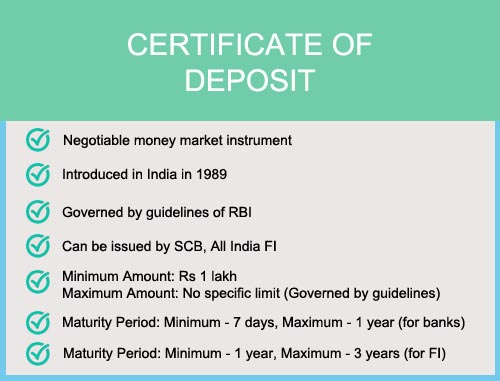 CERTIFICATE OF
DEPOSIT
Negotiable money market instrument
Introduced in India in 1989
Governed by guidelines of RBI
Can be issued by SCB, All India FI
Minimum Amount: Rs 1 lakh
Maximum Amount: No specific limit (Governed by guidelines)
Maturity Period: Minimum - 7 days, Maximum - 1 year (for banks)
Maturity Period: Minimum - 1 year, Maximum - 3 years (for FI)